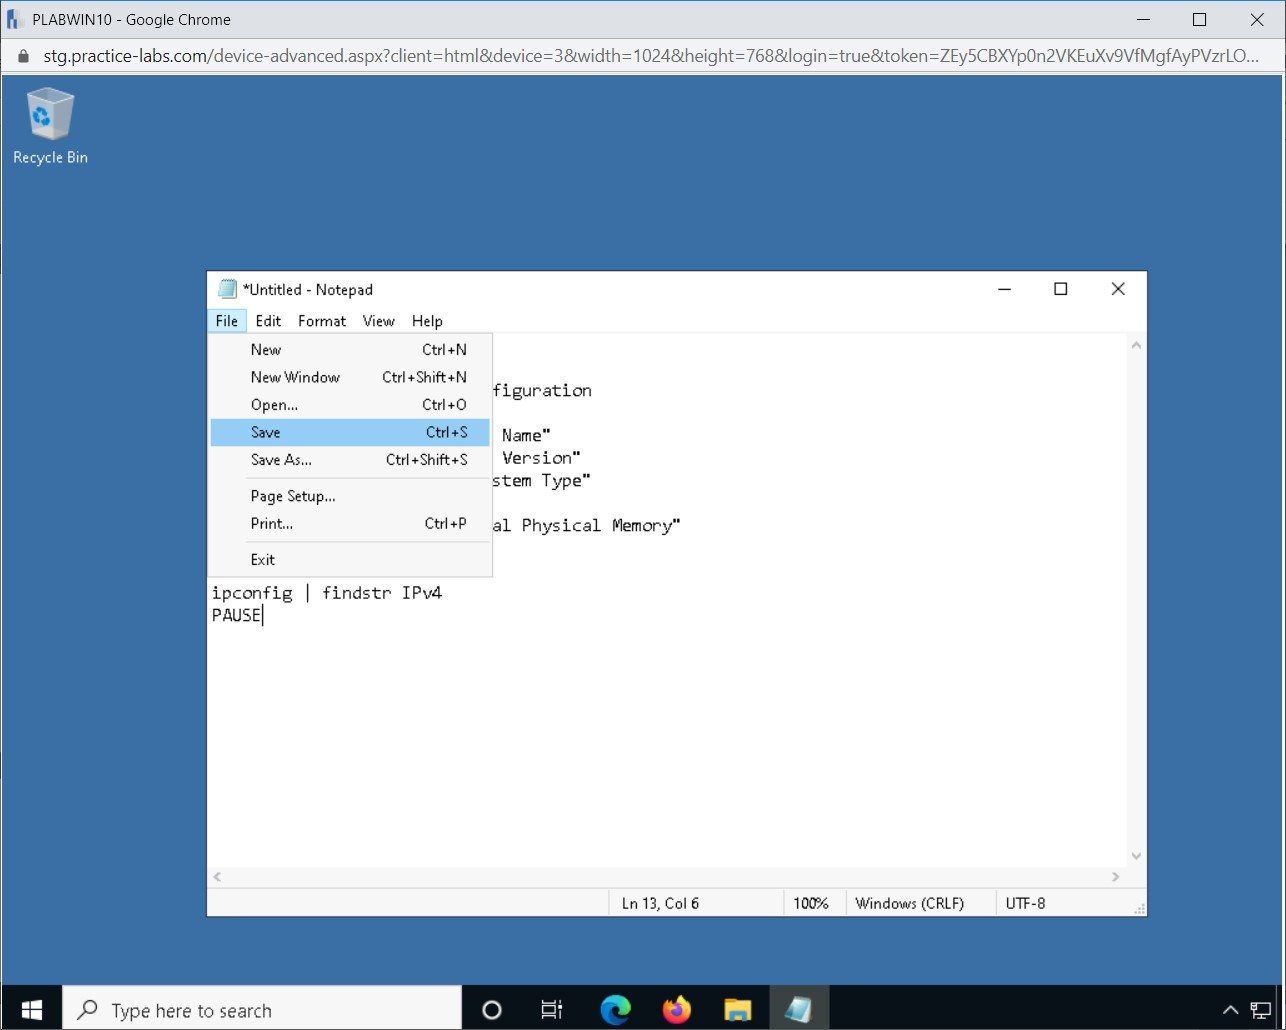 PLABWIN10 - Google Chrome
stg.practice-labs.com/device-advanced.aspx?client=html&device=3&width=1024&height=768&login=true&token=ZEy5CBXYp0n2VKEuXv9VfMgfAyPVzrLO...
Recycle Bin
*Untitled - Notepad
File Edit Format View Help
New Ctrl+N
New Window Ctrl+Shift+N
Open... Ctrl+O
Save Ctrl+S
Save As... Ctrl+Shift+S
Page Setup...
Print... Ctrl+P
Exit
figuration
Name"
Version"
stem Type"
al Physical Memory"
ipconfig | findstr IPv4
PAUSE
Ln 13, Col 6 100% Windows (CRLF) UTF-8
Type here to search